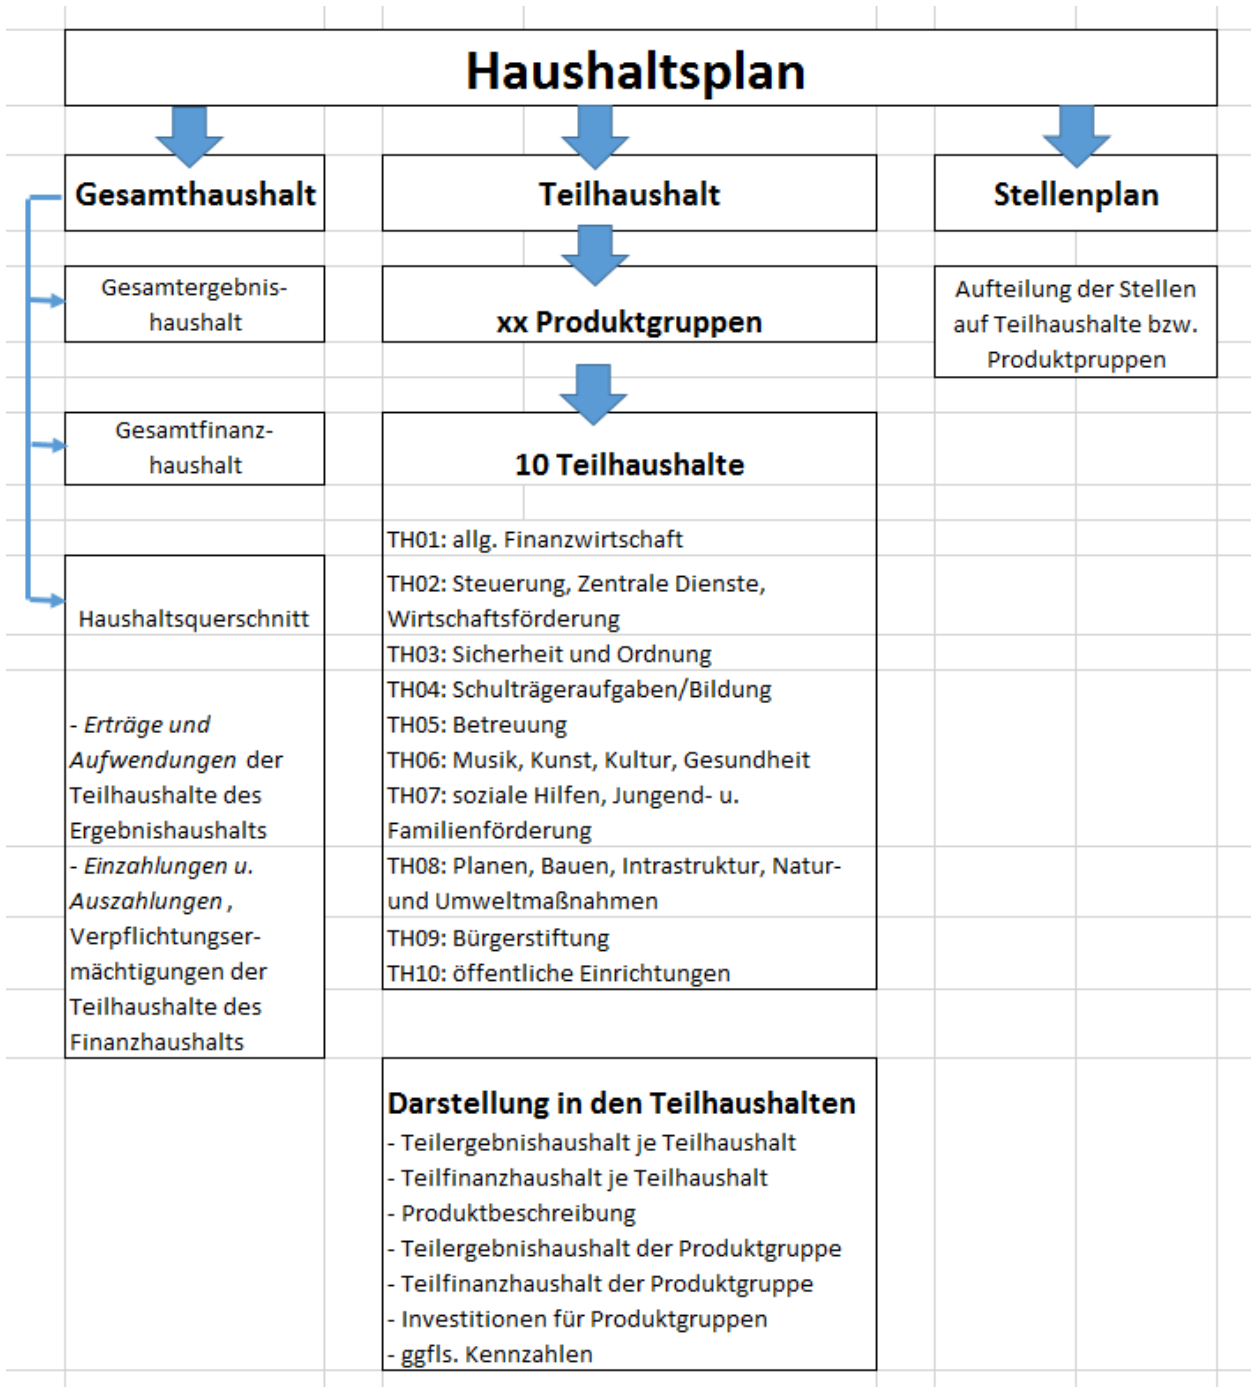 Haushaltsplan
Gesamthaushalt
Gesamtergebnis-
haushalt
Gesamtfinanz-
haushalt
Haushaltsquerschnitt
- Erträge und
Aufwendungen der
Teilhaushalte des
Ergebnishaushalts
- Einzahlungen u.
Auszahlungen ,
Verpflichtungser-
mächtigungen der
Teilhaushalte des
Finanzhaushalts
Teilhaushalt
xx Produktgruppen
10 Teilhaushalte
TH01: allg. Finanzwirtschaft
TH02: Steuerung, Zentrale Dienste,
Wirtschaftsförderung
TH03: Sicherheit und Ordnung
TH04: Schulträgeraufgaben/Bildung
TH05: Betreuung
TH06: Musik, Kunst, Kultur, Gesundheit
TH07: soziale Hilfen, Jungend- u.
Familienförderung
TH08: Planen, Bauen, Intrastruktur, Natur-
und Umweltmaßnahmen
TH09: Bürgerstiftung
TH10: öffentliche Einrichtungen
Darstellung in den Teilhaushalten
- Teilergebnishaushalt je Teilhaushalt
- Teilfinanzhaushalt je Teilhaushalt
- Produktbeschreibung
- Teilergebnishaushalt der Produktgruppe
- Teilfinanzhaushalt der Produktgruppe
- Investitionen für Produktgruppen
- ggfls. Kennzahlen
Stellenplan
Aufteilung der Stellen
auf Teilhaushalte bzw.
Produktpruppen